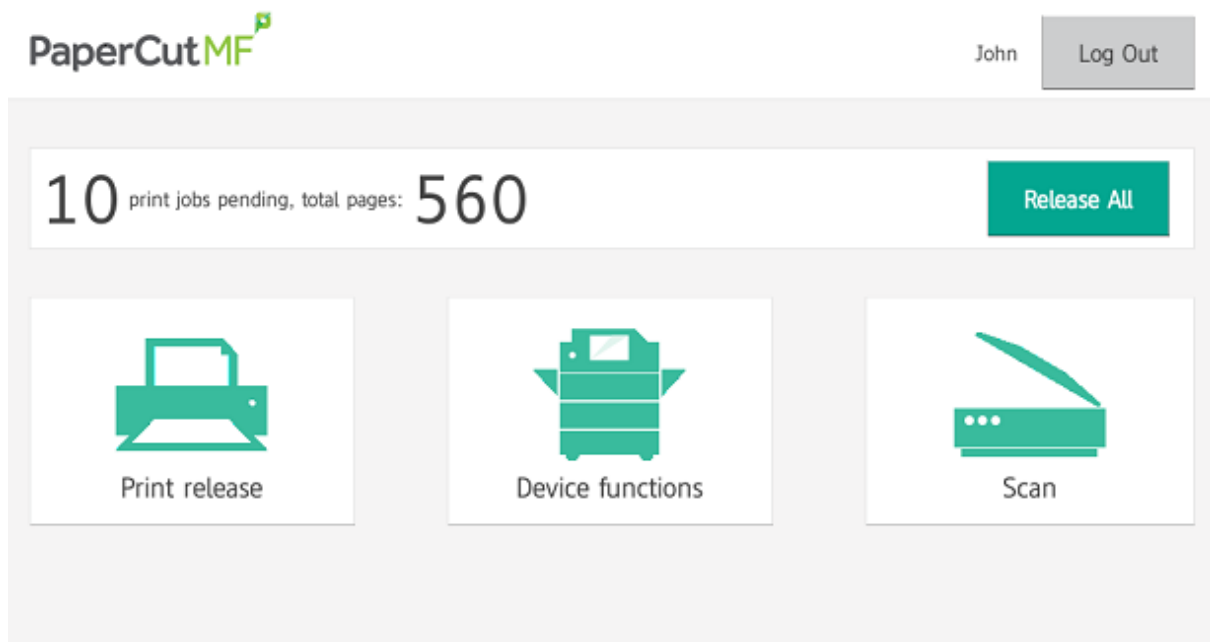 PaperCutMF
John
Log Out
10 print jobs pending, total pages: 560
Release All
Print release
Device functions
Scan